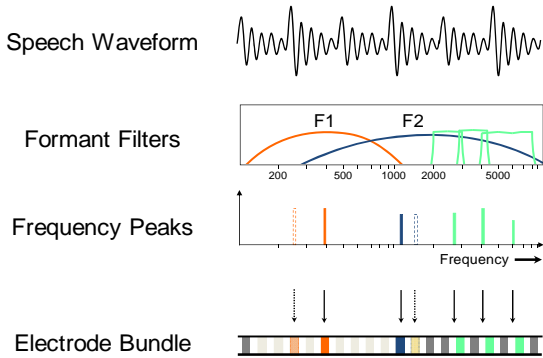 Speech Waveform
Formant Filters
F1 F2
200 500 1000 2000 5000
Frequency Peaks
Frequency
Electrode Bundle